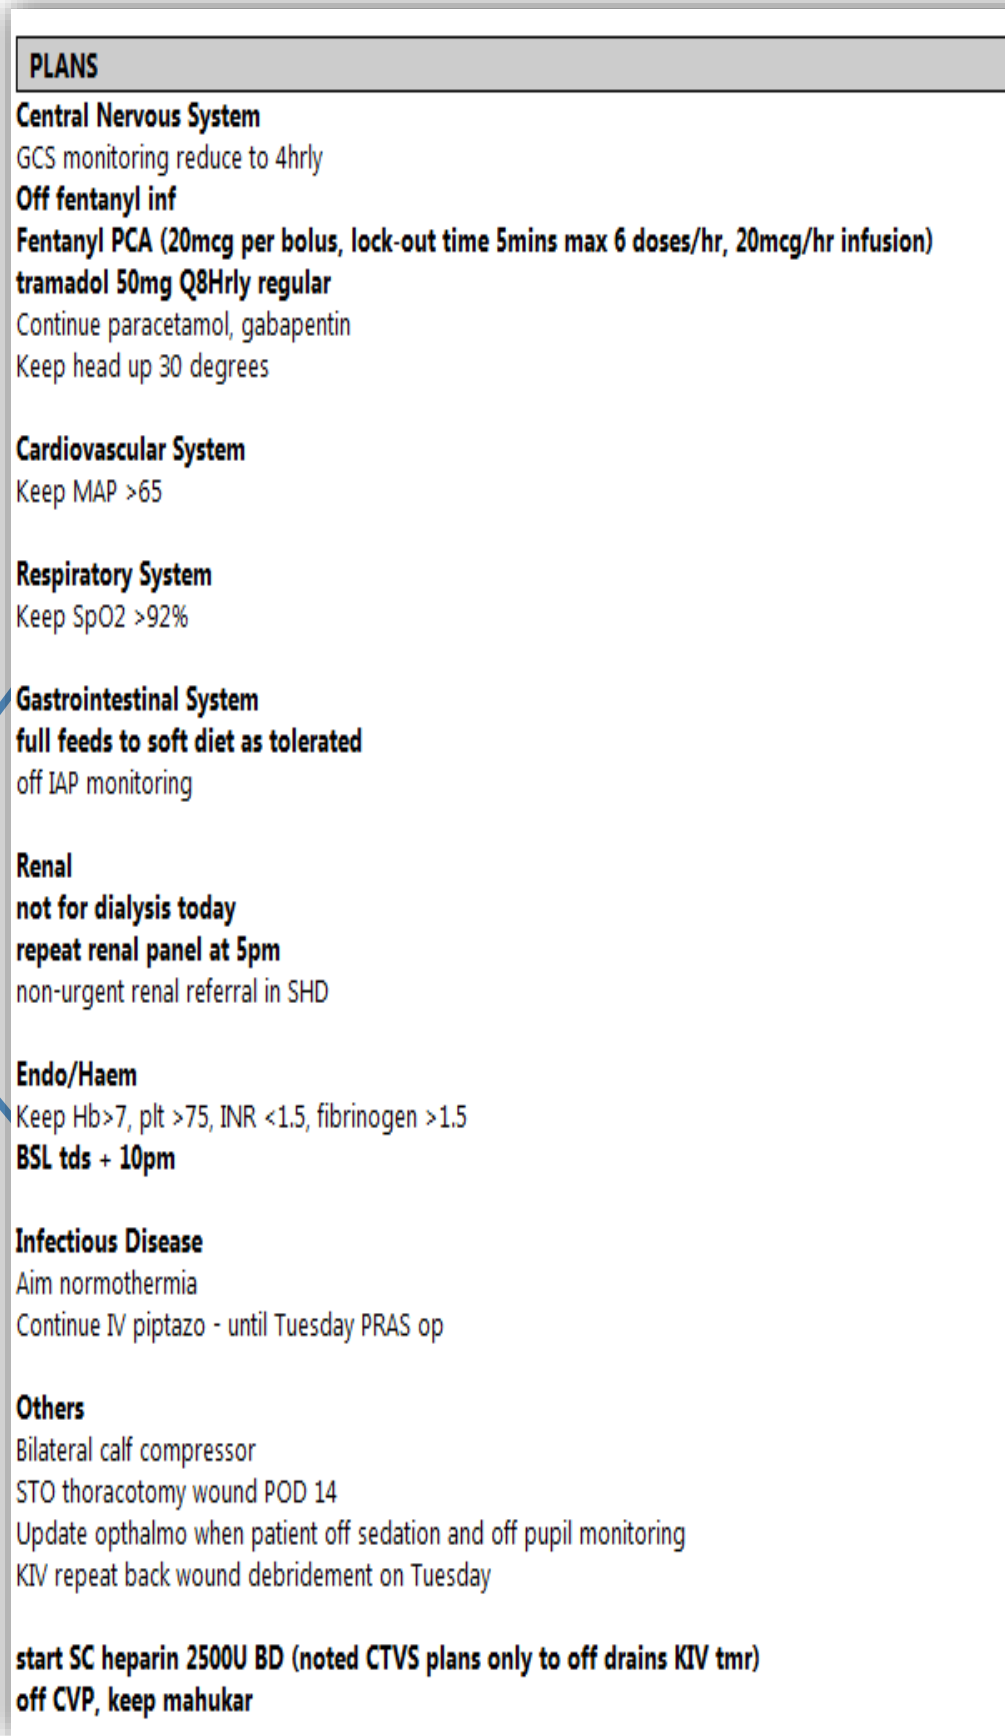 PLANS
Central Nervous System
GCS monitoring reduce to 4hrly
Off fentanyl inf
Fentanyl PCA (20mcg per bolus, lock-out time 5mins max 6 doses/hr, 20mcg/hr infusion)
tramadol 50mg Q8Hrly regular
Continue paracetamol, gabapentin
Keep head up 30 degrees
Cardiovascular System
Keep MAP >65
Respiratory System
Keep SpO2 >92%
Gastrointestinal System
full feeds to soft diet as tolerated
off IAP monitoring
Renal
not for dialysis today
repeat renal panel at 5pm
non-urgent renal referral in SHD
Endo/Haem
Keep Hb>7, plt >75, INR <1.5, fibrinogen >1.5
BSL tds + 10pm
Infectious Disease
Aim normothermia
Continue IV piptazo - until Tuesday PRAS op
Others
Bilateral calf compressor
STO thoracotomy wound POD 14
Update opthalmo when patient off sedation and off pupil monitoring
KIV repeat back wound debridement on Tuesday
start SC heparin 2500U BD (noted CTVS plans only to off drains KIV tmr)
off CVP, keep mahukar